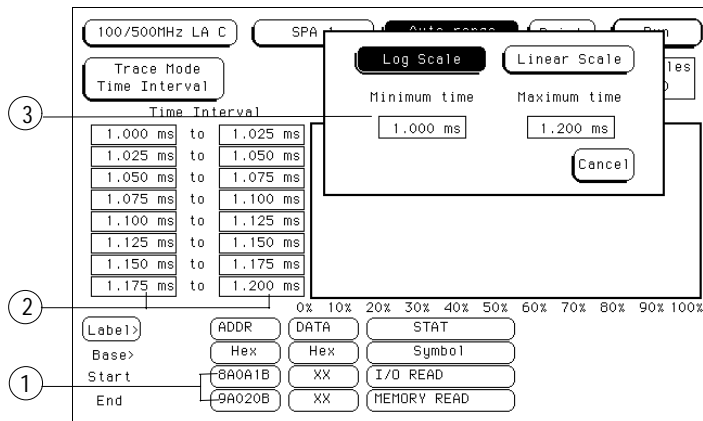 100/500MHz LA C SPA
Log Scale Linear Scale
Trace Mode
Time Interval
Minimum time Maximum time
3
Time Interval
1.000 ms to 1.025 ms
1.000 ms 1.200 ms
1.025 ms to 1.050 ms
1.050 ms to 1.075 ms
Cancel
1.075 ms to 1.100 ms
1.100 ms to 1.125 ms
1.125 ms to 1.150 ms
1.150 ms to 1.175 ms
1.175 ms to 1.200 ms
2
0% 10% 20% 30% 40% 50% 60% 70% 80% 90% 100%
Label> ADDR DATA STAT
Base> Hex Hex Symbol
1
Start 8A0A1B XX I/O READ
End 9A020B XX MEMORY READ